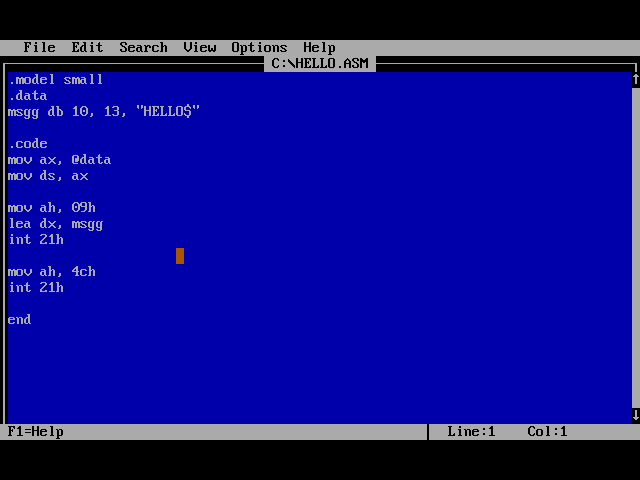 File Edit Search View Options Help
C:\HELLO.ASM
.model small
.data
msgg db 10, 13, "HELLO$"
.code
mov ax, @data
mov ds, ax
mov ah, 09h
lea dx, msgg
int 21h
mov ah, 4ch
int 21h
end
F1=Help Line:1 Col:1